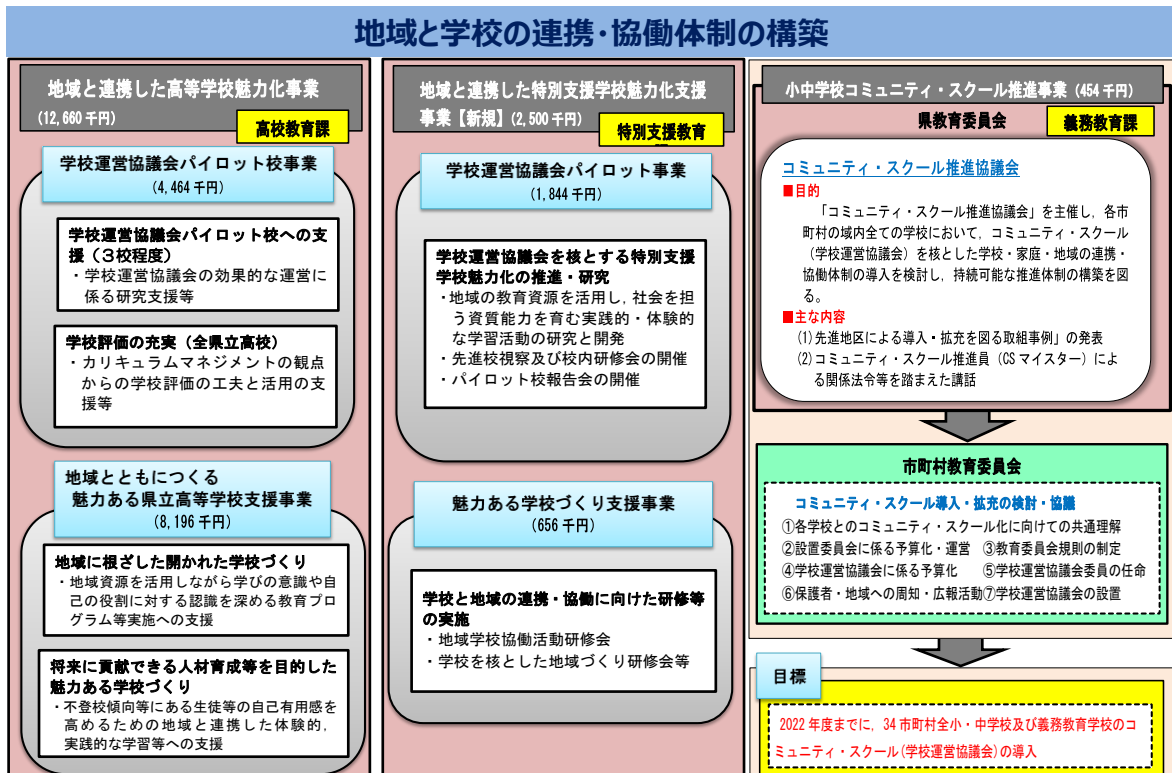 地域と学校の連携・協働体制の構築
地域と連携した高等学校魅力化事業
(12,660千円)
高校教育課
学校運営協議会パイロット校事業
(4,464千円)
学校運営協議会パイロット校への支
援（３校程度）
・学校運営協議会の効果的な運営に
係る研究支援等
学校評価の充実（全県立高校）
・カリキュラムマネジメントの観点
からの学校評価の工夫と活用の支
援等
地域とともにつくる
魅力ある県立高等学校支援事業
(8,196千円)
地域に根ざした開かれた学校づくり
・地域資源を活用しながら学びの意識や自
己の役割に対する認識を深める教育プロ
グラム等実施への支援
将来に貢献できる人材育成等を目的した
魅力ある学校づくり
・不登校傾向等にある生徒等の自己有用感を
高めるための地域と連携した体験的，
実践的な学習等への支援
地域と連携した特別支援学校魅力化支援
事業【新規】(2,500千円)
特別支援教育
学校運営協議会パイロット事業
(1,844千円)
学校運営協議会を核とする特別支援
学校魅力化の推進・研究
・地域の教育資源を活用し，社会を担
う資質能力を育む実践的・体験的
な学習活動の研究と開発
・先進校視察及び校内研修会の開催
・パイロット校報告会の開催
魅力ある学校づくり支援事業
(656千円)
学校と地域の連携・協働に向けた研修等
の実施
・地域学校協働活動研修会
・学校を核とした地域づくり研修会等
小中学校コミュニティ・スクール推進事業（454千円）
県教育委員会
義務教育課
コミュニティ・スクール推進協議会
■目的
「コミュニティ・スクール推進協議会」を主催し，各市
町村の域内全ての学校において，コミュニティ・スクール
(学校運営協議会）を核とした学校・家庭・地域の連携・
協働体制の導入を検討し，持続可能な推進体制の構築を図
る。
■主な内容
(1)先進地区による導入・拡充を図る取組事例」の発表
(2)コミュニティ・スクール推進員（CSマイスター）によ
る関係法令等を踏まえた講話
市町村教育委員会
コミュニティ・スクール導入・拡充の検討・協議
①各学校とのコミュニティ・スクール化に向けての共通理解
②設置委員会に係る予算化・運営　③教育委員会規則の制定
④学校運営協議会に係る予算化　⑤学校運営協議会委員の任命
⑥保護者・地域への周知・広報活動⑦学校運営協議会の設置
目標
2022年度までに，34市町村全小・中学校及び義務教育学校のコ
ミュニティ・スクール(学校運営協議会)の導入